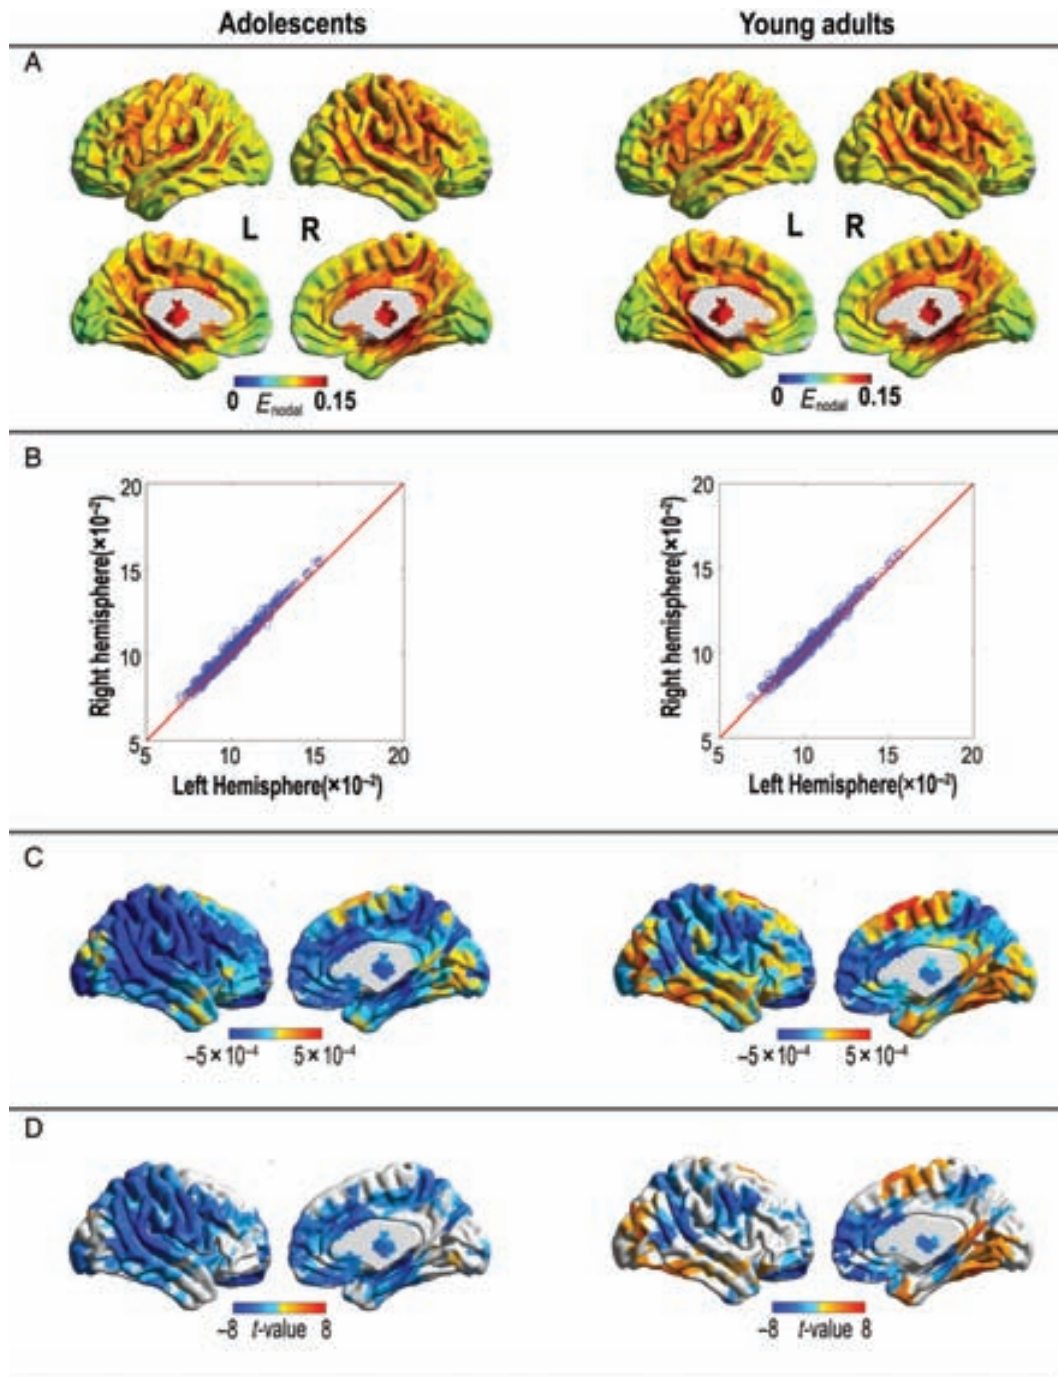 Adolescents Young adults
A
L R L R
0 E nodal 0.15 0 E nodal 0.15
B
20 20
15 15
10 10
5 5
5 10 15 20 5 10 15 20
Right hemisphere(×10⁻²) Right hemisphere(×10⁻²)
Left Hemisphere(×10⁻²) Left Hemisphere(×10⁻²)
C
−5×10⁻⁴ 5×10⁻⁴ −5×10⁻⁴ 5×10⁻⁴
D
−8 t-value 8 −8 t-value 8